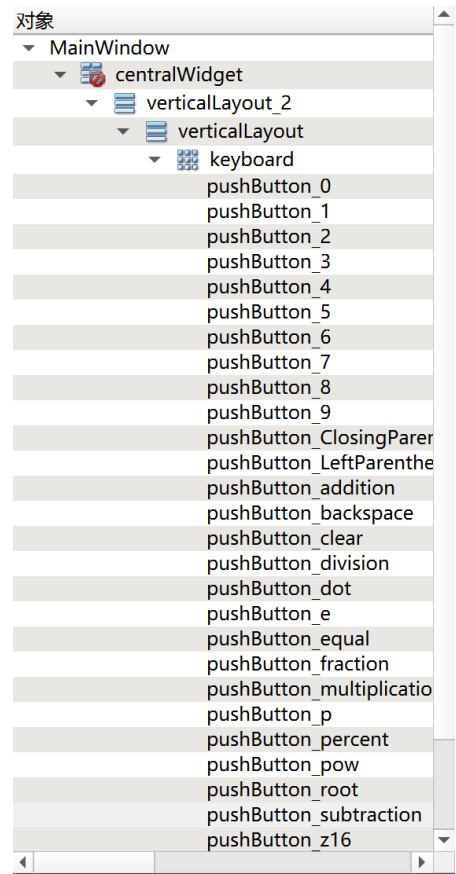 对象
MainWindow
centralWidget
verticalLayout_2
verticalLayout
keyboard
pushButton_0
pushButton_1
pushButton_2
pushButton_3
pushButton_4
pushButton_5
pushButton_6
pushButton_7
pushButton_8
pushButton_9
pushButton_ClosingParer
pushButton_LeftParenthe
pushButton_addition
pushButton_backspace
pushButton_clear
pushButton_division
pushButton_dot
pushButton_e
pushButton_equal
pushButton_fraction
pushButton_multiplicatio
pushButton_p
pushButton_percent
pushButton_pow
pushButton_root
pushButton_subtraction
pushButton_z16